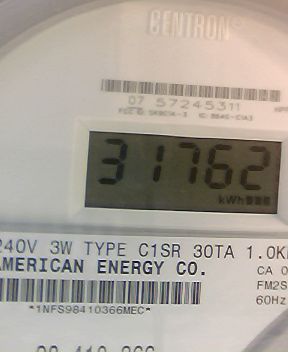 CENTRON®
07 57245311
31762
kWh
240V 3W TYPE C1SR 30TA 1.0K
AMERICAN ENERGY CO.
CA 0
FM2S
60Hz
*1NFS98410366MEC*